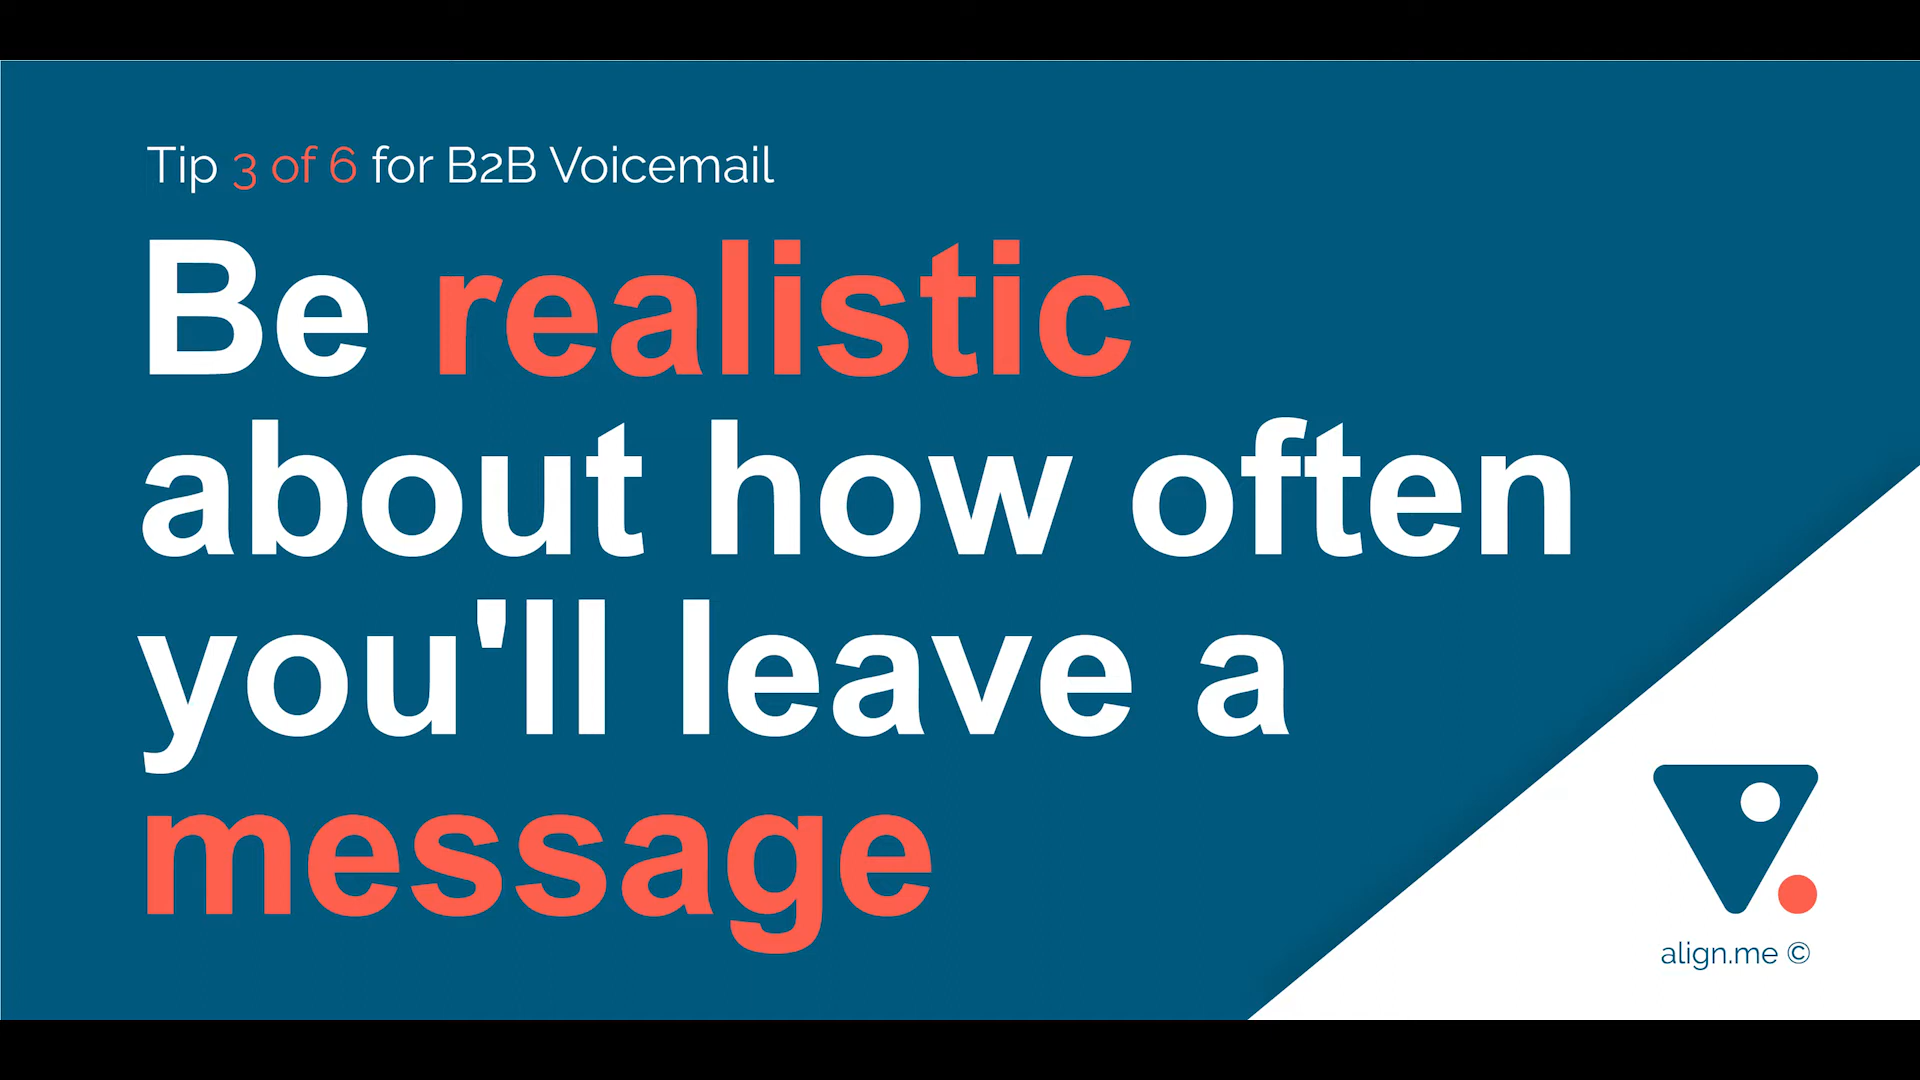 Tip 3 of 6 for B2B Voicemail
Be realistic
about how often
you'll leave a
message
align.me ©